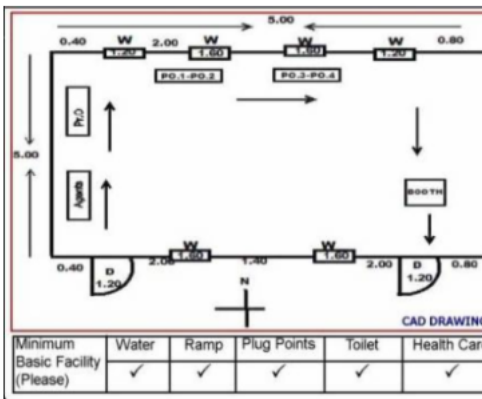 5.00
0.40 W 2.00 W W W 0.80
1.20 1.60 1.60 1.20
PO.1-PO.2 PO.3-PO.4
Pr.O
5.00
Agents
BOOTH
W W
0.40 2.00 1.60 1.40 1.60 2.00 0.80
D D
1.20 N 1.20
CAD DRAWING
Minimum Basic Facility (Please)
Water Ramp Plug Points Toilet Health Care
✓ ✓ ✓ ✓ ✓